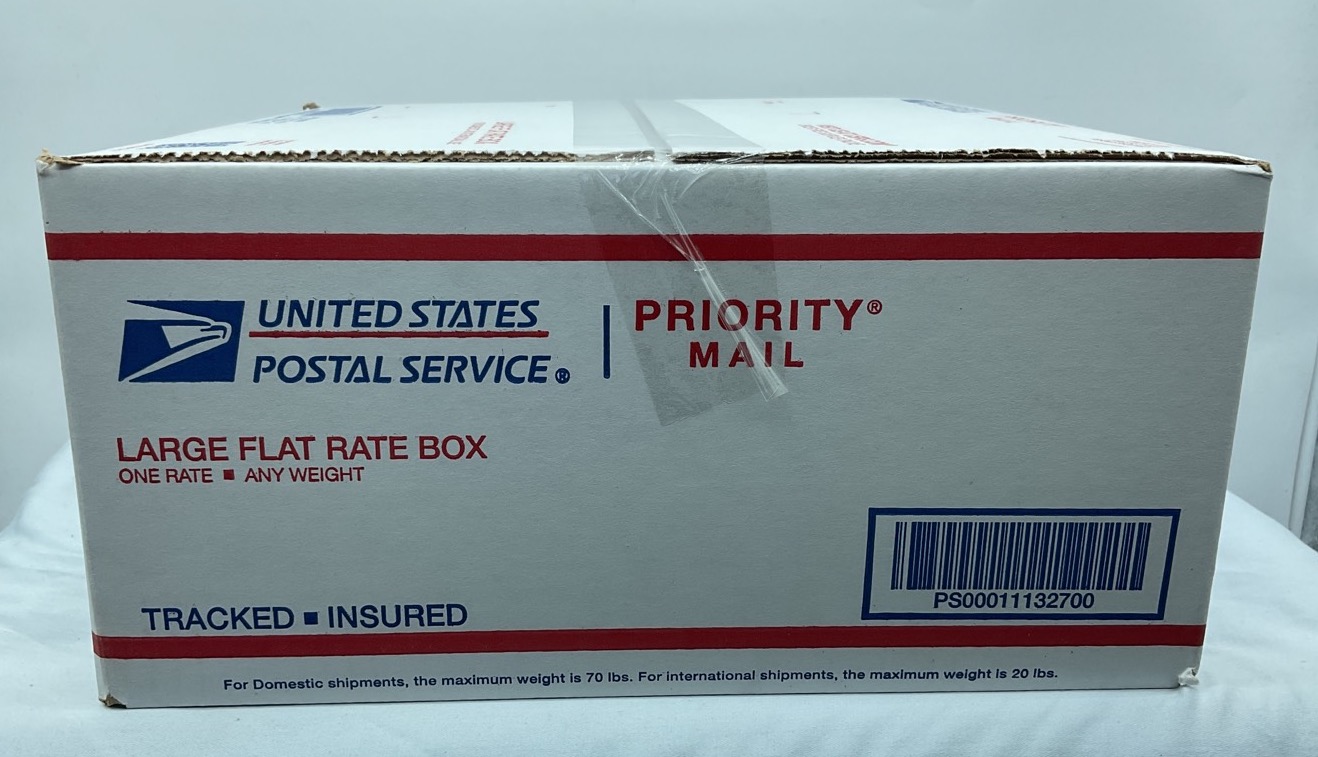 UNITED STATES
POSTAL SERVICE®
PRIORITY®
MAIL
LARGE FLAT RATE BOX
ONE RATE ■ ANY WEIGHT
PS00011132700
TRACKED ■ INSURED
For Domestic shipments, the maximum weight is 70 lbs. For international shipments, the maximum weight is 20 lbs.